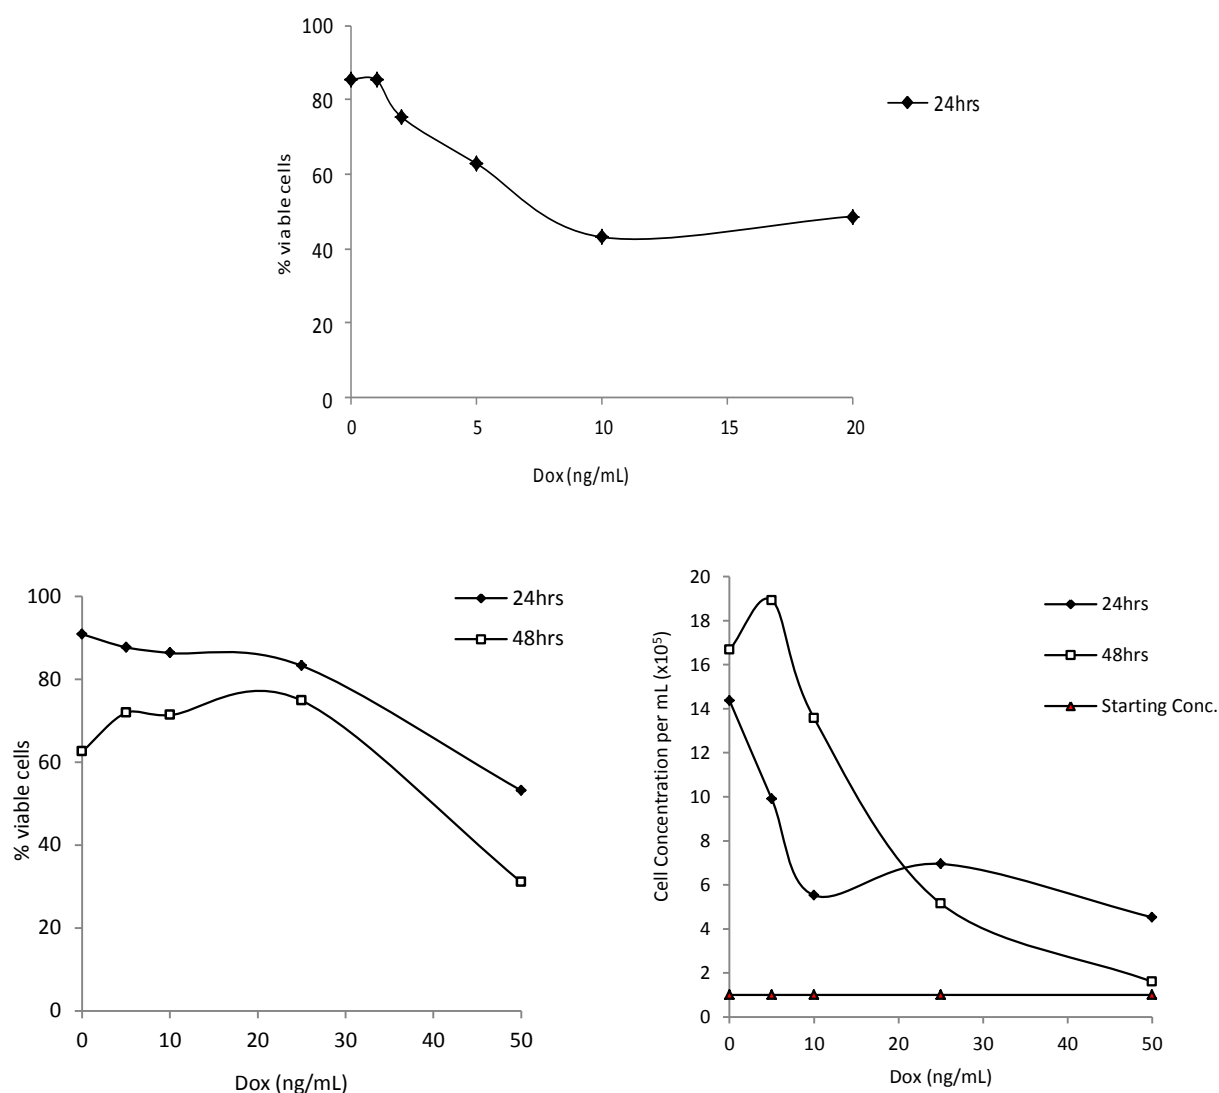 100
80
60
40
20
0
% viable cells
0 5 10 15 20
Dox (ng/mL)
24hrs
100
80
60
40
20
0
% viable cells
0 10 20 30 40 50
Dox (ng/mL)
24hrs
48hrs
20
18
16
14
12
10
8
6
4
2
0
Cell Concentration per mL (x10⁵)
0 10 20 30 40 50
Dox (ng/mL)
24hrs
48hrs
Starting Conc.